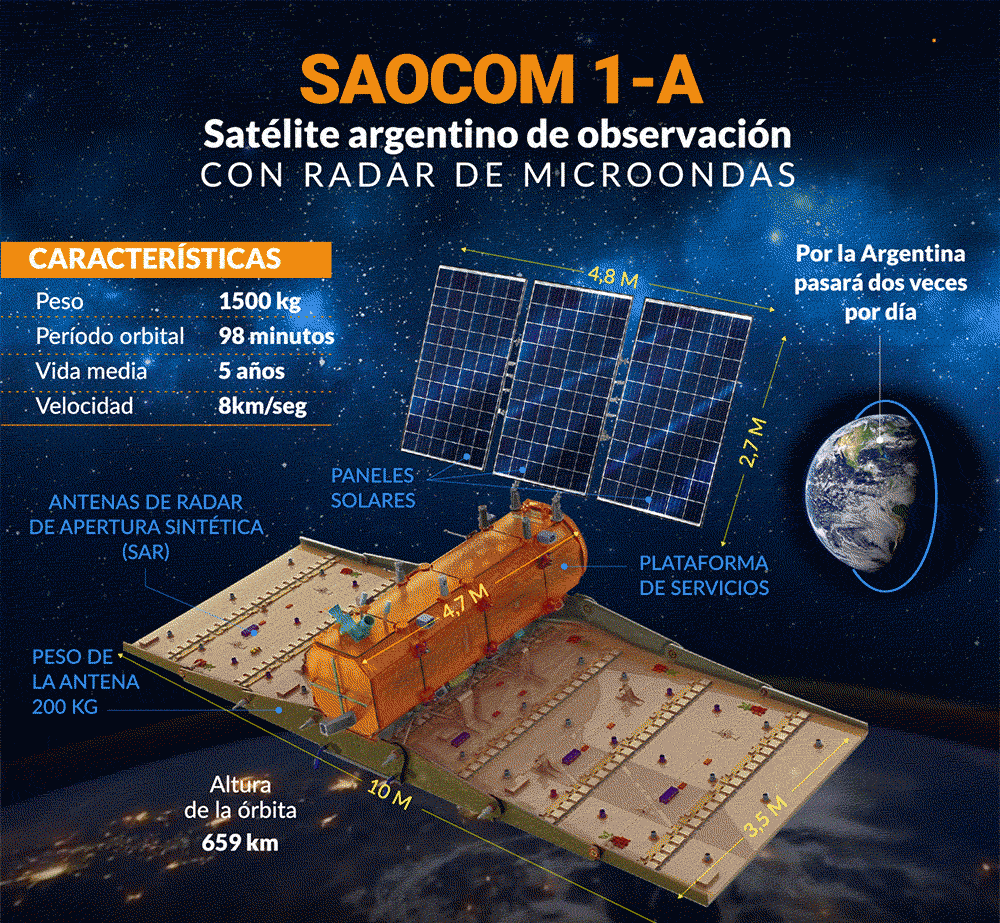 SAOCOM 1-A
Satélite argentino de observación
CON RADAR DE MICROONDAS
CARACTERÍSTICAS
Peso 1500 kg
Período orbital 98 minutos
Vida media 5 años
Velocidad 8km/seg
4,8 M
2,7 M
Por la Argentina
pasará dos veces
por día
PANELES
SOLARES
ANTENAS DE RADAR
DE APERTURA SINTÉTICA
(SAR)
PLATAFORMA
DE SERVICIOS
4,7 M
PESO DE
LA ANTENA
200 KG
10 M
3,5 M
Altura
de la órbita
659 km